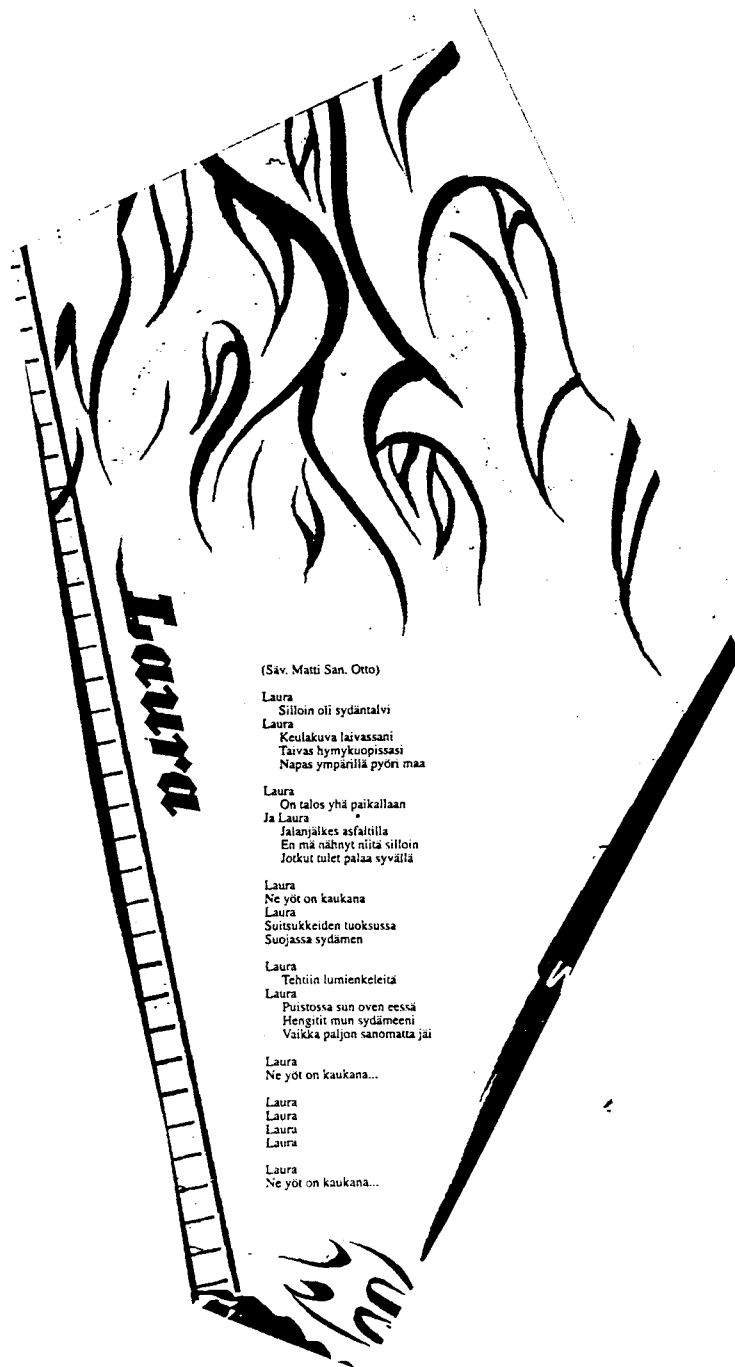 Laura
(Säv. Matti San. Otto)
Laura
Silloin oli sydäntalvi
Laura
Keulakuva laivassani
Taivas hymykuopissasi
Napas ympärillä pyöri maa
Laura
On talos yhä paikallaan
Ja Laura
Jalanjälkes asfaltilla
En mä nähnyt niitä silloin
Jotkut tulet palaa syvällä
Laura
Ne yöt on kaukana
Laura
Suitsukkeiden tuoksussa
Suojassa sydämen
Laura
Tehtiin lumienkeleitä
Laura
Puistossa sun oven eessä
Hengitit mun sydämeeni
Vaikka paljon sanomatta jäi
Laura
Ne yöt on kaukana...
Laura
Laura
Laura
Laura
Laura
Ne yöt on kaukana...